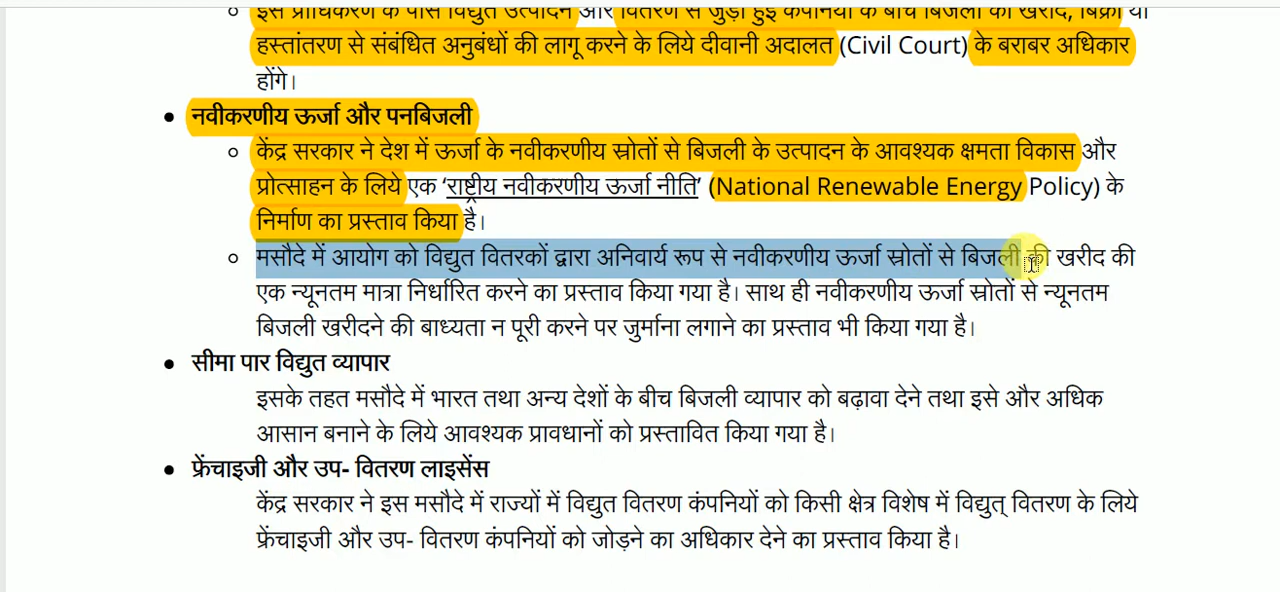 इस प्राधिकरण के पास विद्युत उत्पादन और वितरण से जुड़ी हुई कंपनियों के बीच बिजली की खरीद, बिक्री या
हस्तांतरण से संबंधित अनुबंधों की लागू करने के लिये दीवानी अदालत (Civil Court) के बराबर अधिकार
होंगे।
• नवीकरणीय ऊर्जा और पनबिजली
केंद्र सरकार ने देश में ऊर्जा के नवीकरणीय स्रोतों से बिजली के उत्पादन के आवश्यक क्षमता विकास और
प्रोत्साहन के लिये एक ‘राष्ट्रीय नवीकरणीय ऊर्जा नीति’ (National Renewable Energy Policy) के
निर्माण का प्रस्ताव किया है।
मसौदे में आयोग को विद्युत वितरकों द्वारा अनिवार्य रूप से नवीकरणीय ऊर्जा स्रोतों से बिजली की खरीद की
एक न्यूनतम मात्रा निर्धारित करने का प्रस्ताव किया गया है। साथ ही नवीकरणीय ऊर्जा स्रोतों से न्यूनतम
बिजली खरीदने की बाध्यता न पूरी करने पर जुर्माना लगाने का प्रस्ताव भी किया गया है।
• सीमा पार विद्युत व्यापार
इसके तहत मसौदे में भारत तथा अन्य देशों के बीच बिजली व्यापार को बढ़ावा देने तथा इसे और अधिक
आसान बनाने के लिये आवश्यक प्रावधानों को प्रस्तावित किया गया है।
• फ्रेंचाइजी और उप- वितरण लाइसेंस
केंद्र सरकार ने इस मसौदे में राज्यों में विद्युत वितरण कंपनियों को किसी क्षेत्र विशेष में विद्युत् वितरण के लिये
फ्रेंचाइजी और उप- वितरण कंपनियों को जोड़ने का अधिकार देने का प्रस्ताव किया है।